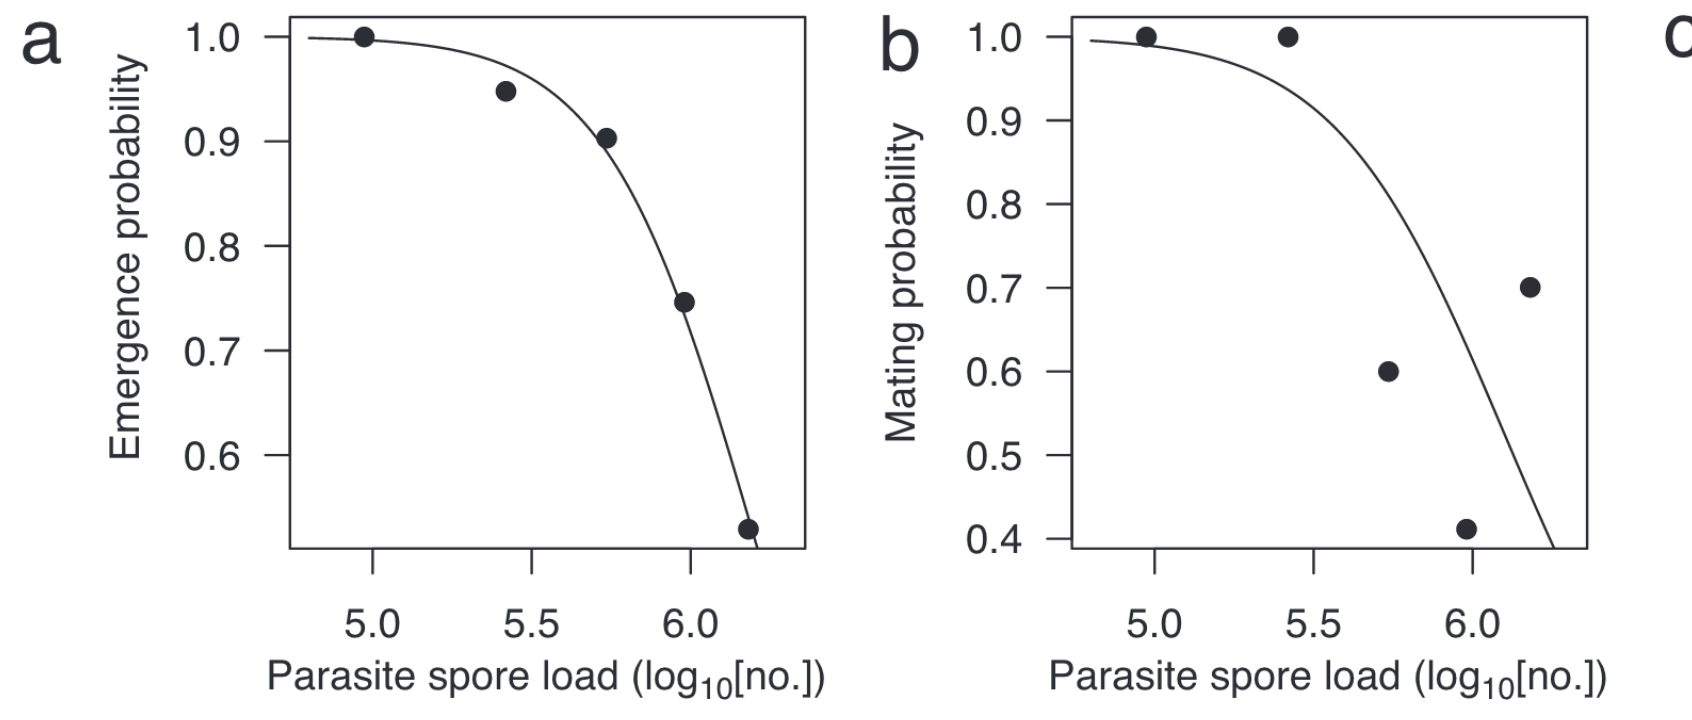 a
Emergence probability
1.0
0.9
0.8
0.7
0.6
5.0 5.5 6.0
Parasite spore load (log10[no.])
b
Mating probability
1.0
0.9
0.8
0.7
0.6
0.5
0.4
5.0 5.5 6.0
Parasite spore load (log10[no.])